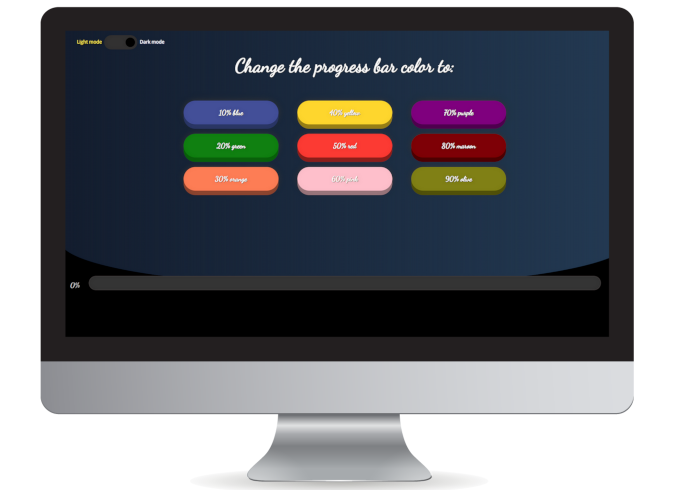 Light mode Dark mode
Change the progress bar color to:
10% blue 40% yellow 70% purple
20% green 50% red 80% maroon
30% orange 60% pink 90% olive
0%